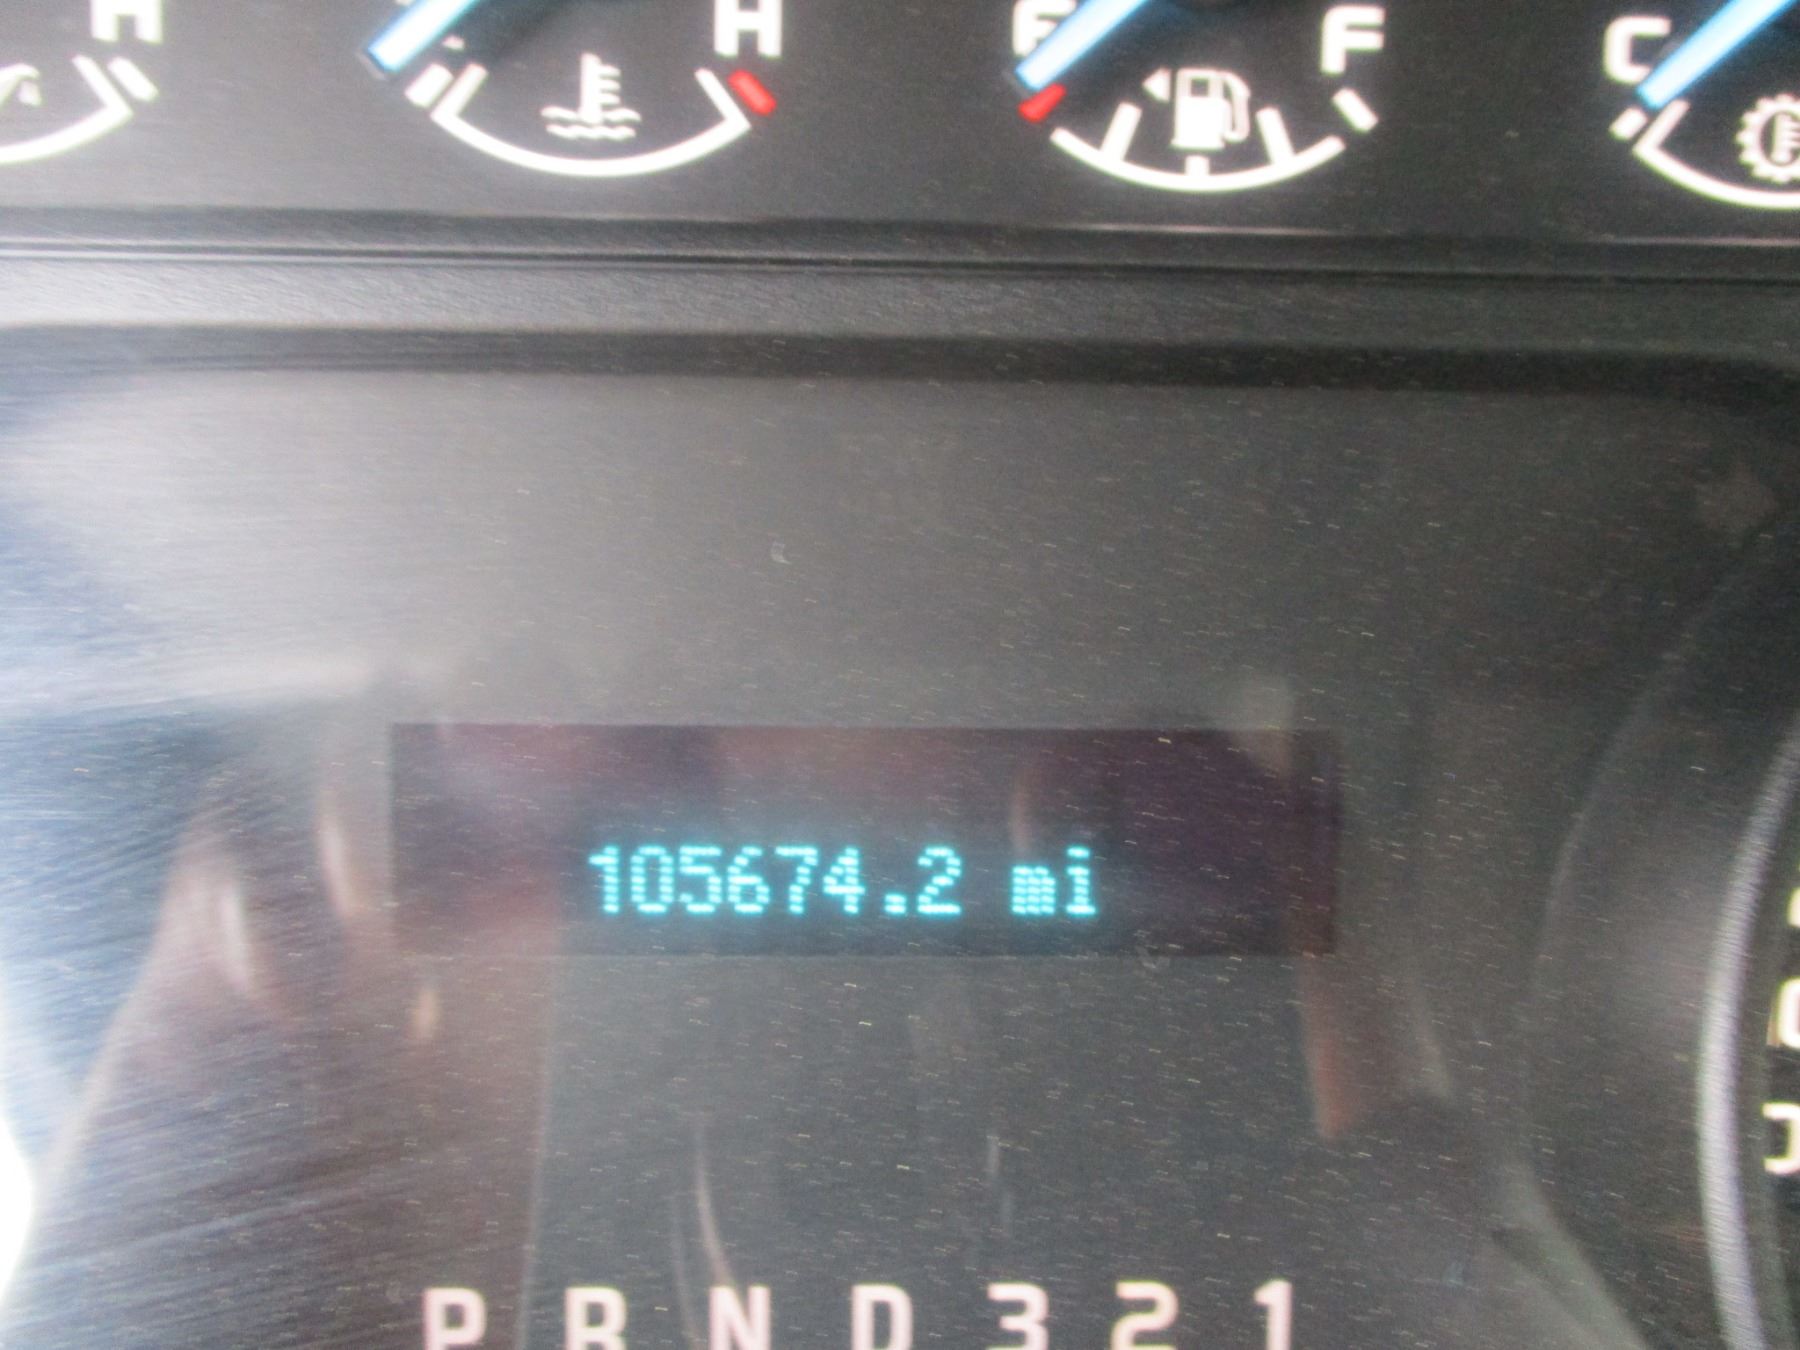 H H E F C
105674.2 mi
P R N D 3 2 1